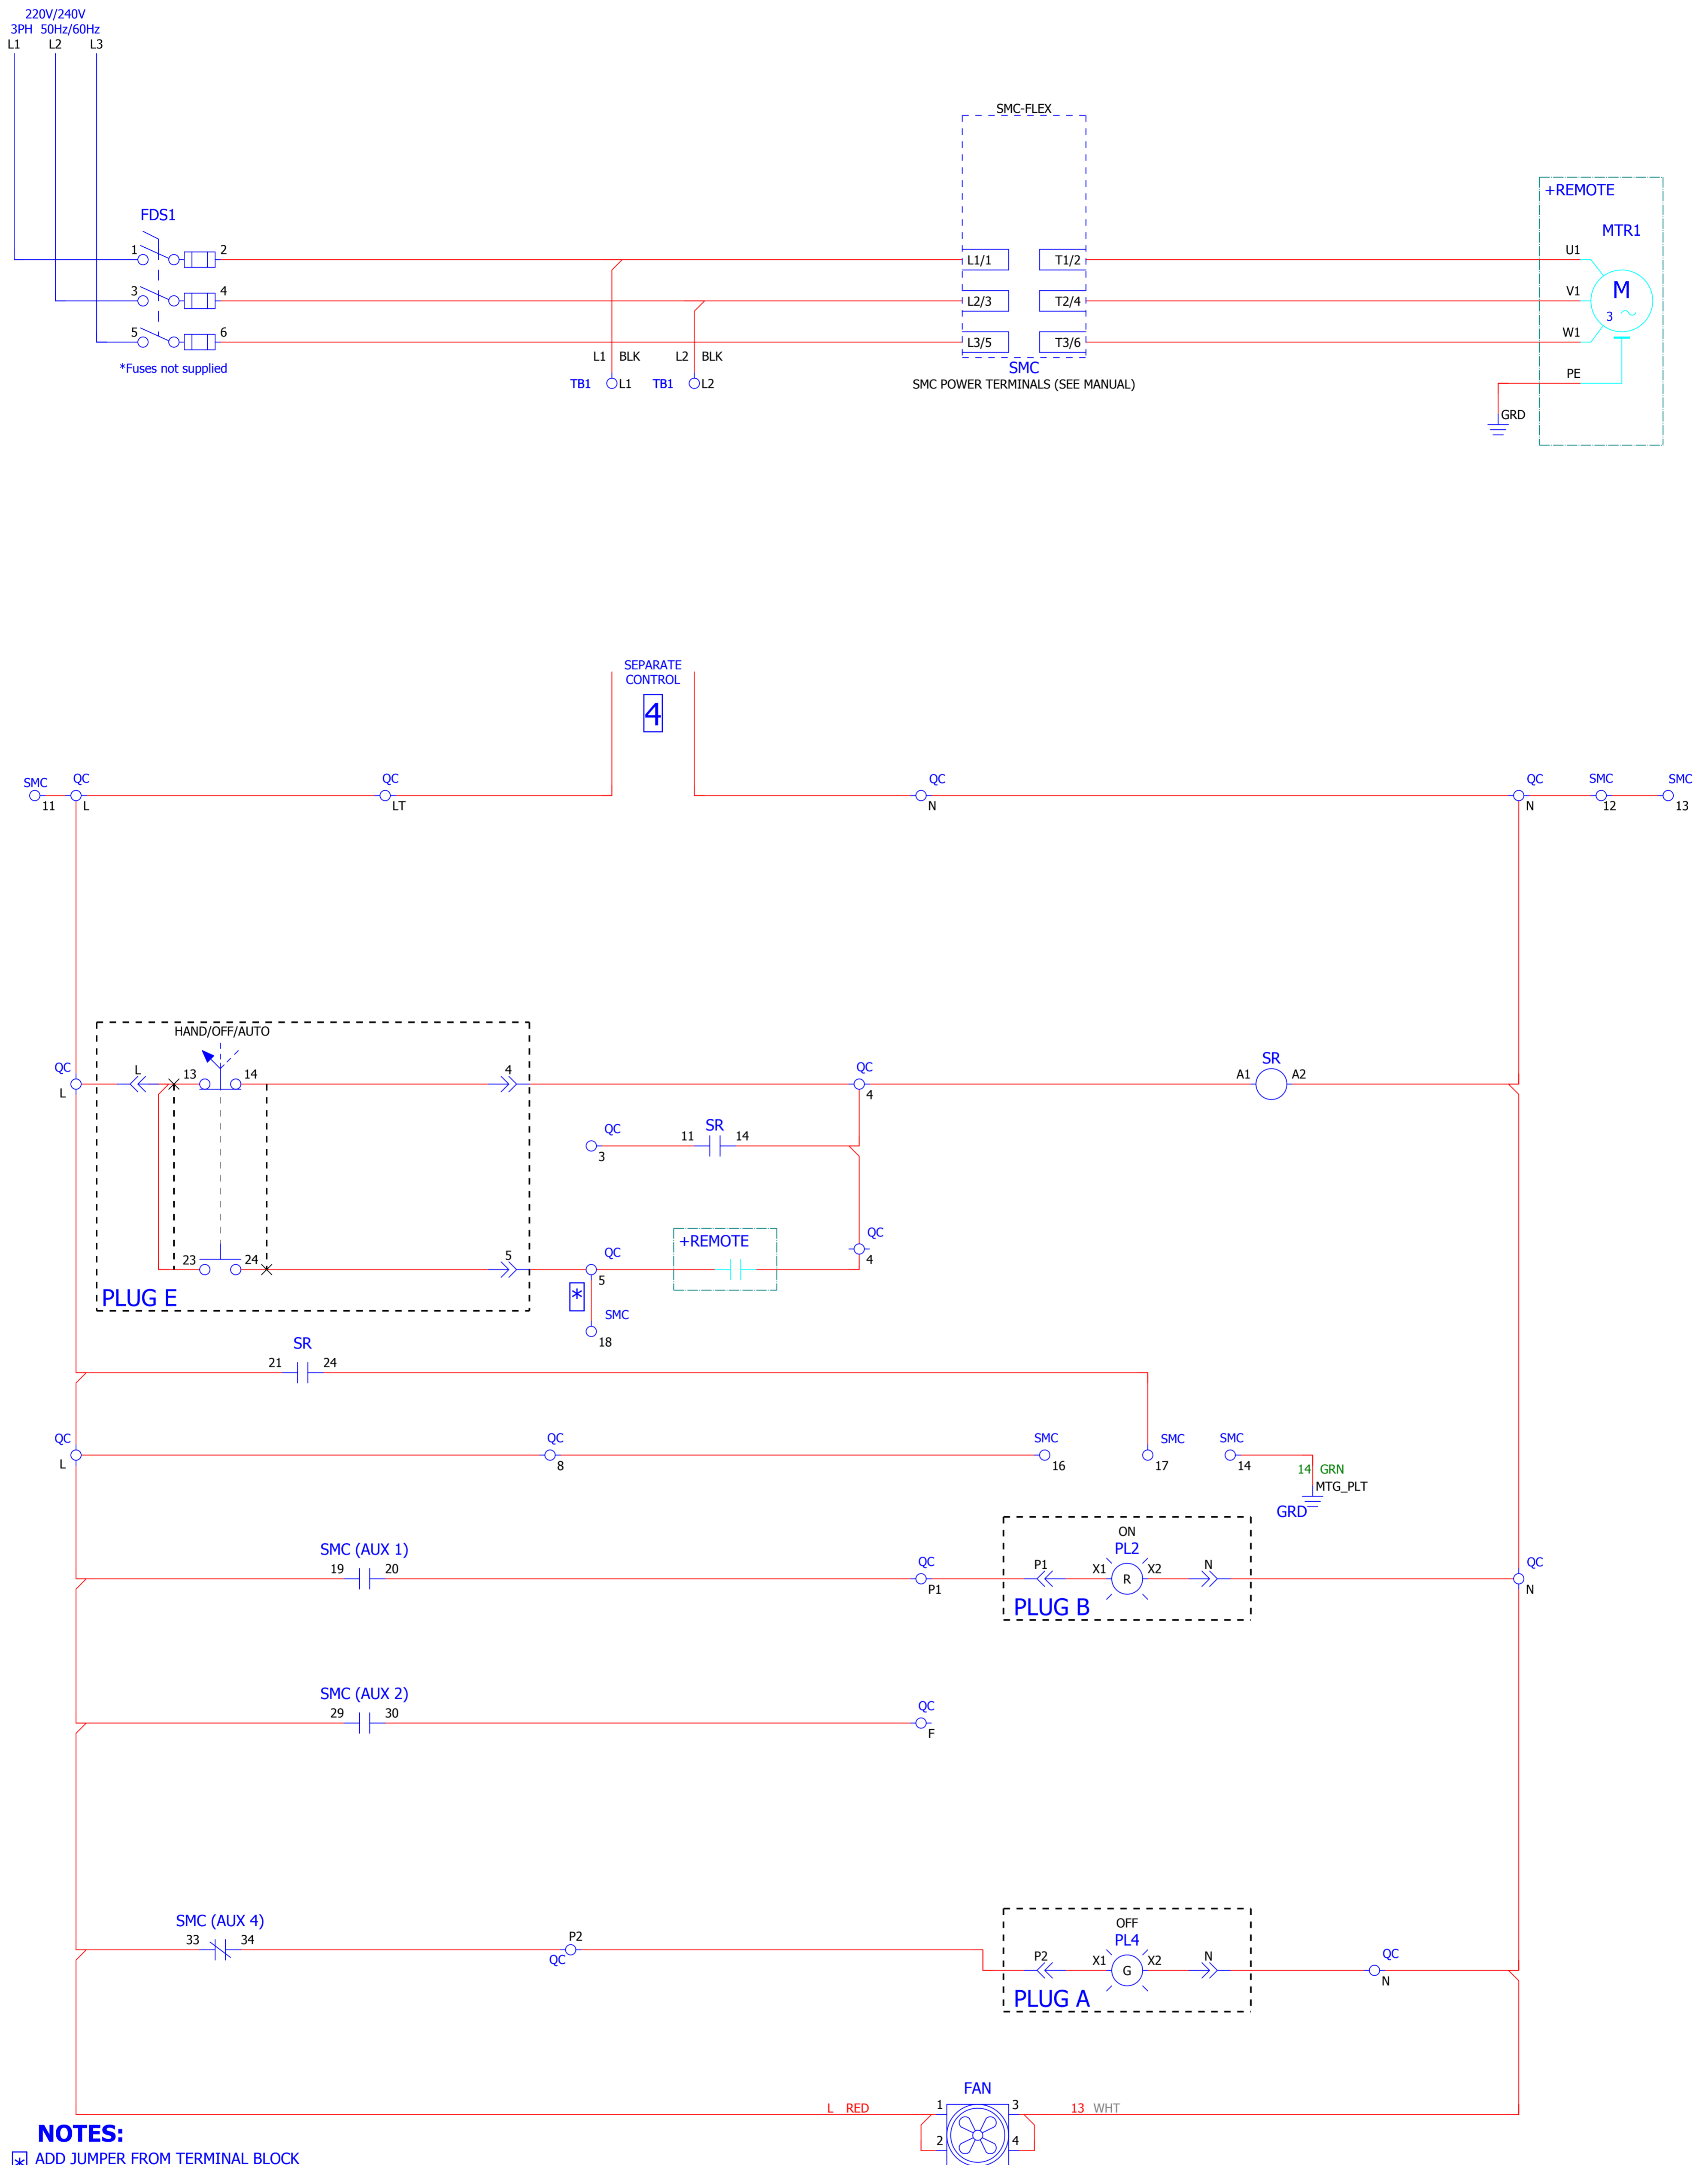 220V/240V
3PH 50Hz/60Hz
L1 L2 L3
SMC-FLEX
+REMOTE
FDS1
MTR1
1 2 L1/1 T1/2 U1
3 4 L2/3 T2/4 V1 M
3
5 6 L3/5 T3/6 W1
*Fuses not supplied
L1 BLK L2 BLK
TB1 L1 TB1 L2
SMC
SMC POWER TERMINALS (SEE MANUAL)
PE
GRD
SEPARATE
CONTROL
4
SMC QC QC QC QC SMC SMC
11 L LT N N 12 13
HAND/OFF/AUTO
QC L 13 14 4 QC A1 SR A2
L 4
QC 11 SR 14
3
QC
+REMOTE
23 24 5 QC 4
5
PLUG E
*
SMC
18
SR
21 24
QC QC SMC SMC SMC
L 8 16 17 14
14 GRN
MTG_PLT
GRD
ON
SMC (AUX 1) PL2
19 20 QC P1 X1 R X2 N QC
P1 N
PLUG B
SMC (AUX 2)
29 30 QC
F
OFF
SMC (AUX 4) PL4
33 34 P2
QC
P2 X1 G X2 N QC
N
PLUG A
FAN
L RED 1 3 13 WHT
2 4
NOTES:
* ADD JUMPER FROM TERMINAL BLOCK